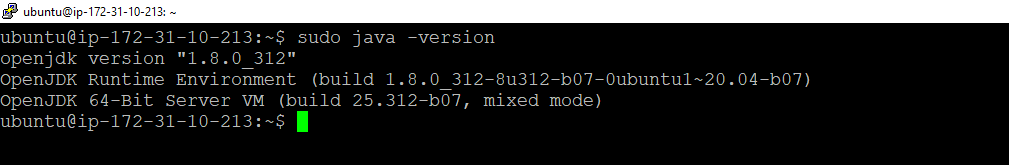 ubuntu@ip-172-31-10-213: ~
ubuntu@ip-172-31-10-213:~$ sudo java -version
openjdk version "1.8.0_312"
OpenJDK Runtime Environment (build 1.8.0_312-8u312-b07-0ubuntu1~20.04-b07)
OpenJDK 64-Bit Server VM (build 25.312-b07, mixed mode)
ubuntu@ip-172-31-10-213:~$